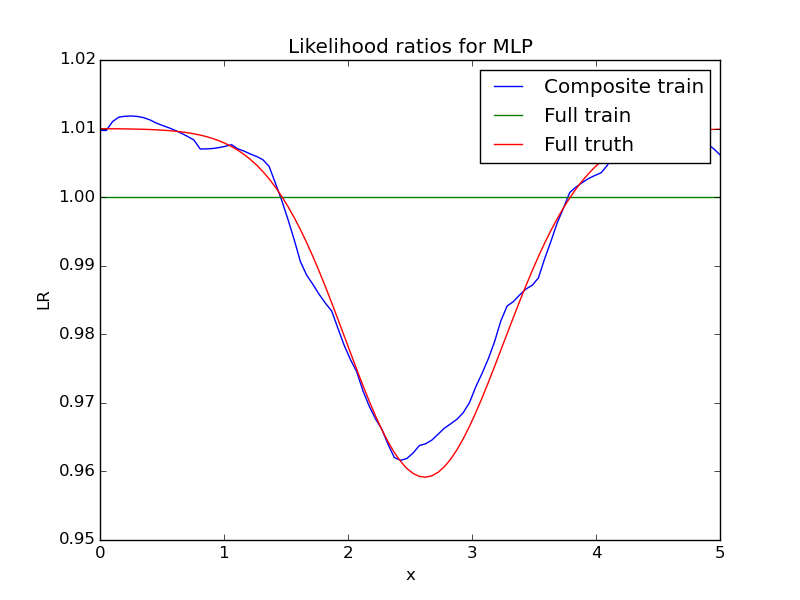 Likelihood ratios for MLP
1.02
1.01
1.00
0.99
0.98
0.97
0.96
0.95
LR
Composite train
Full train
Full truth
0 1 2 3 4 5
x